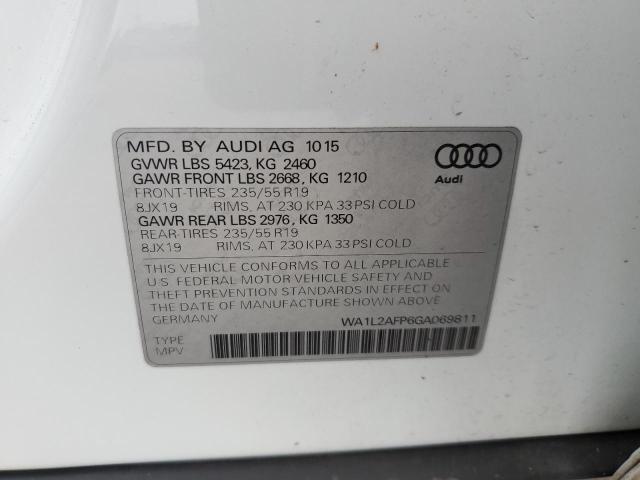 MFD. BY AUDI AG 10 15
GVWR LBS 5423, KG 2460
GAWR FRONT LBS 2668, KG 1210
FRONT-TIRES 235/55 R19
8JX19 RIMS, AT 230 KPA 33 PSI COLD
GAWR REAR LBS 2976, KG 1350
REAR-TIRES 235/55 R19
8JX19 RIMS, AT 230 KPA 33 PSI COLD
Audi
THIS VEHICLE CONFORMS TO ALL APPLICABLE
U.S FEDERAL MOTOR VEHICLE SAFETY AND
THEFT PREVENTION STANDARDS IN EFFECT ON
THE DATE OF MANUFACTURE SHOWN ABOVE
GERMANY
WA1L2AFP6GA069811
TYPE
MPV